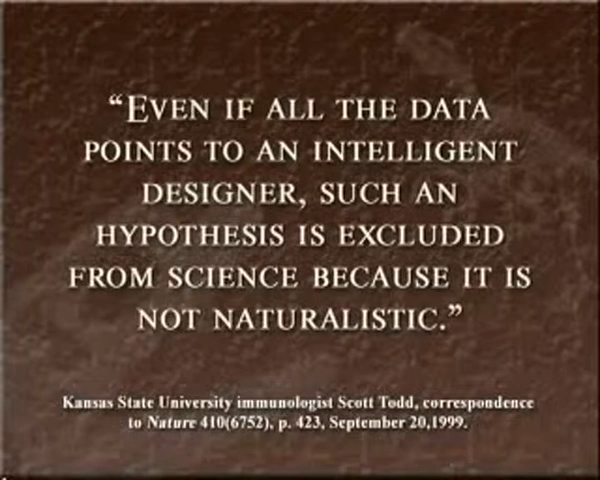 “EVEN IF ALL THE DATA
POINTS TO AN INTELLIGENT
DESIGNER, SUCH AN
HYPOTHESIS IS EXCLUDED
FROM SCIENCE BECAUSE IT IS
NOT NATURALISTIC.”
Kansas State University immunologist Scott Todd, correspondence
to Nature 410(6752), p. 423, September 20,1999.